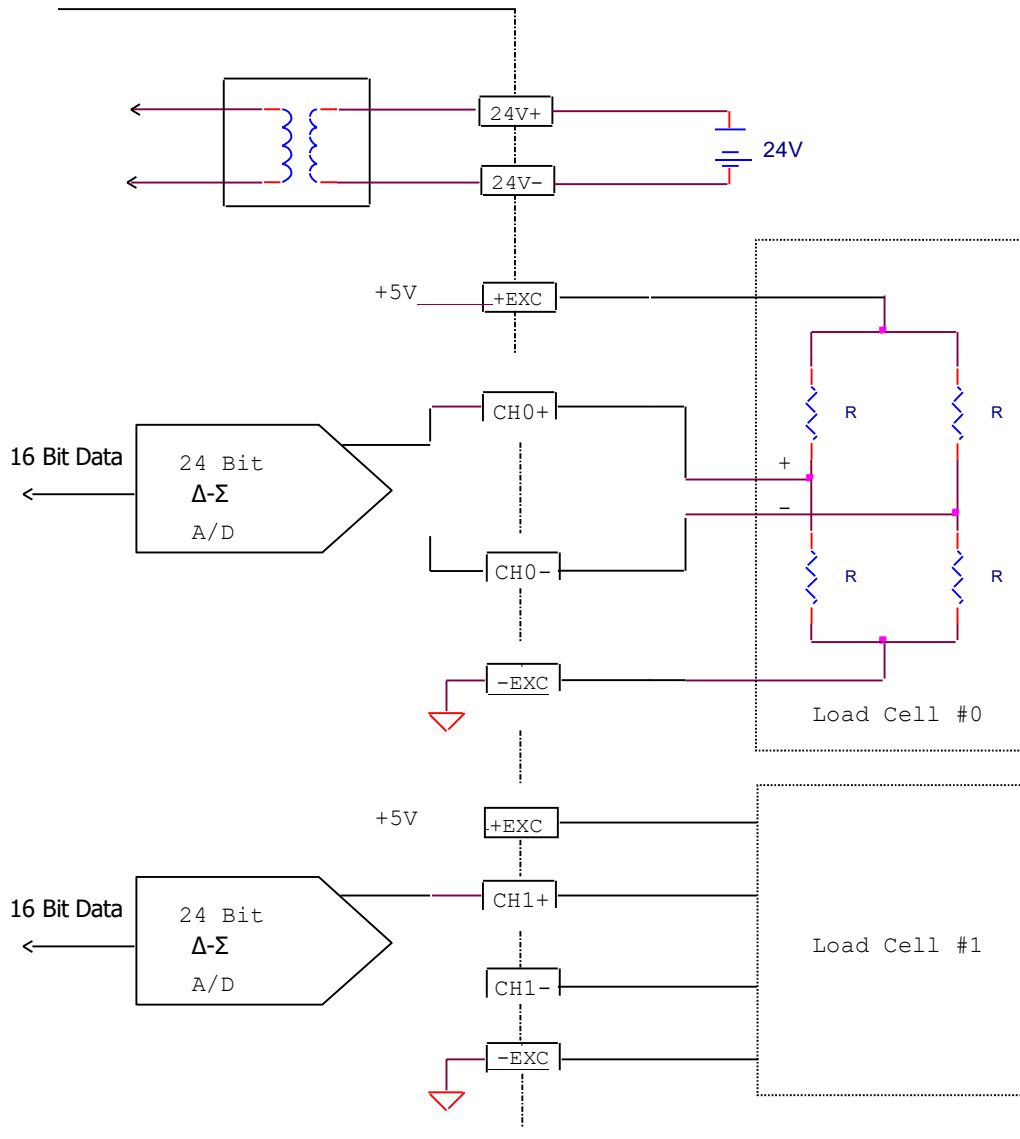 24V+
24V
24V-
+5V
+EXC
CH0+
R
R
16 Bit Data
24 Bit
Δ-Σ
A/D
+
-
CH0-
R
R
-EXC
Load Cell #0
+5V
+EXC
16 Bit Data
24 Bit
Δ-Σ
A/D
CH1+
Load Cell #1
CH1-
-EXC